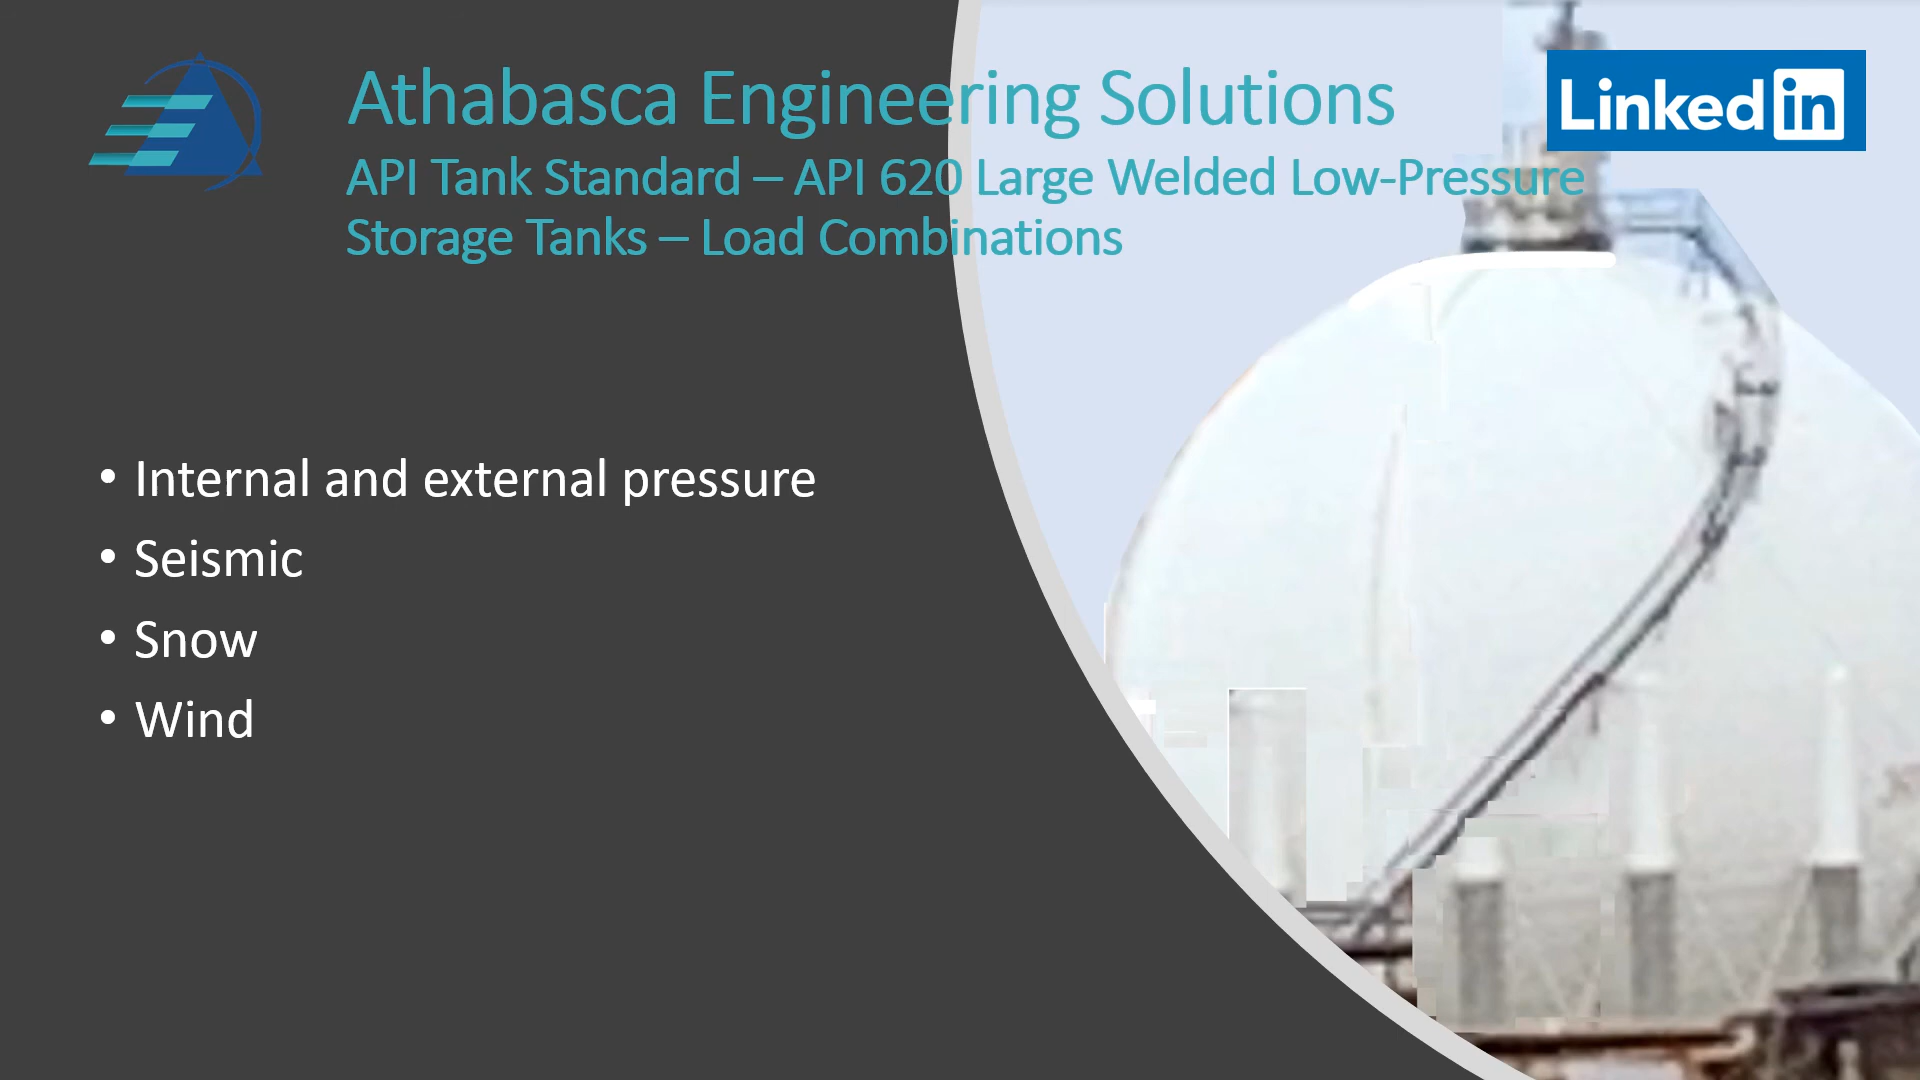 Athabasca Engineering Solutions
LinkedIn
API Tank Standard – API 620 Large Welded Low-Pressure
Storage Tanks – Load Combinations
• Internal and external pressure
• Seismic
• Snow
• Wind